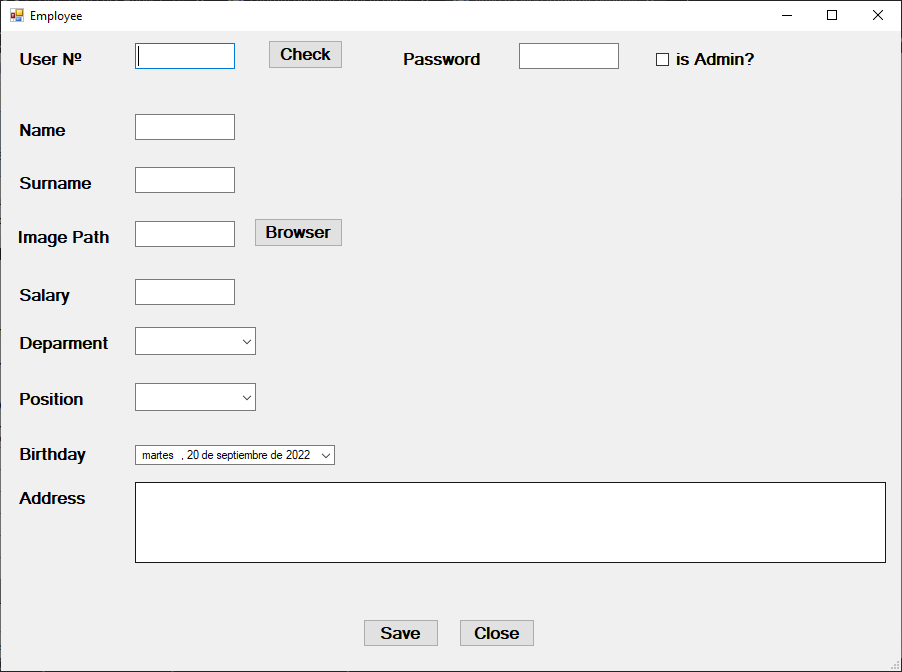 Employee
User Nº
Check
Password
is Admin?
Name
Surname
Image Path
Browser
Salary
Deparment
Position
Birthday
martes , 20 de septiembre de 2022
Address
Save
Close